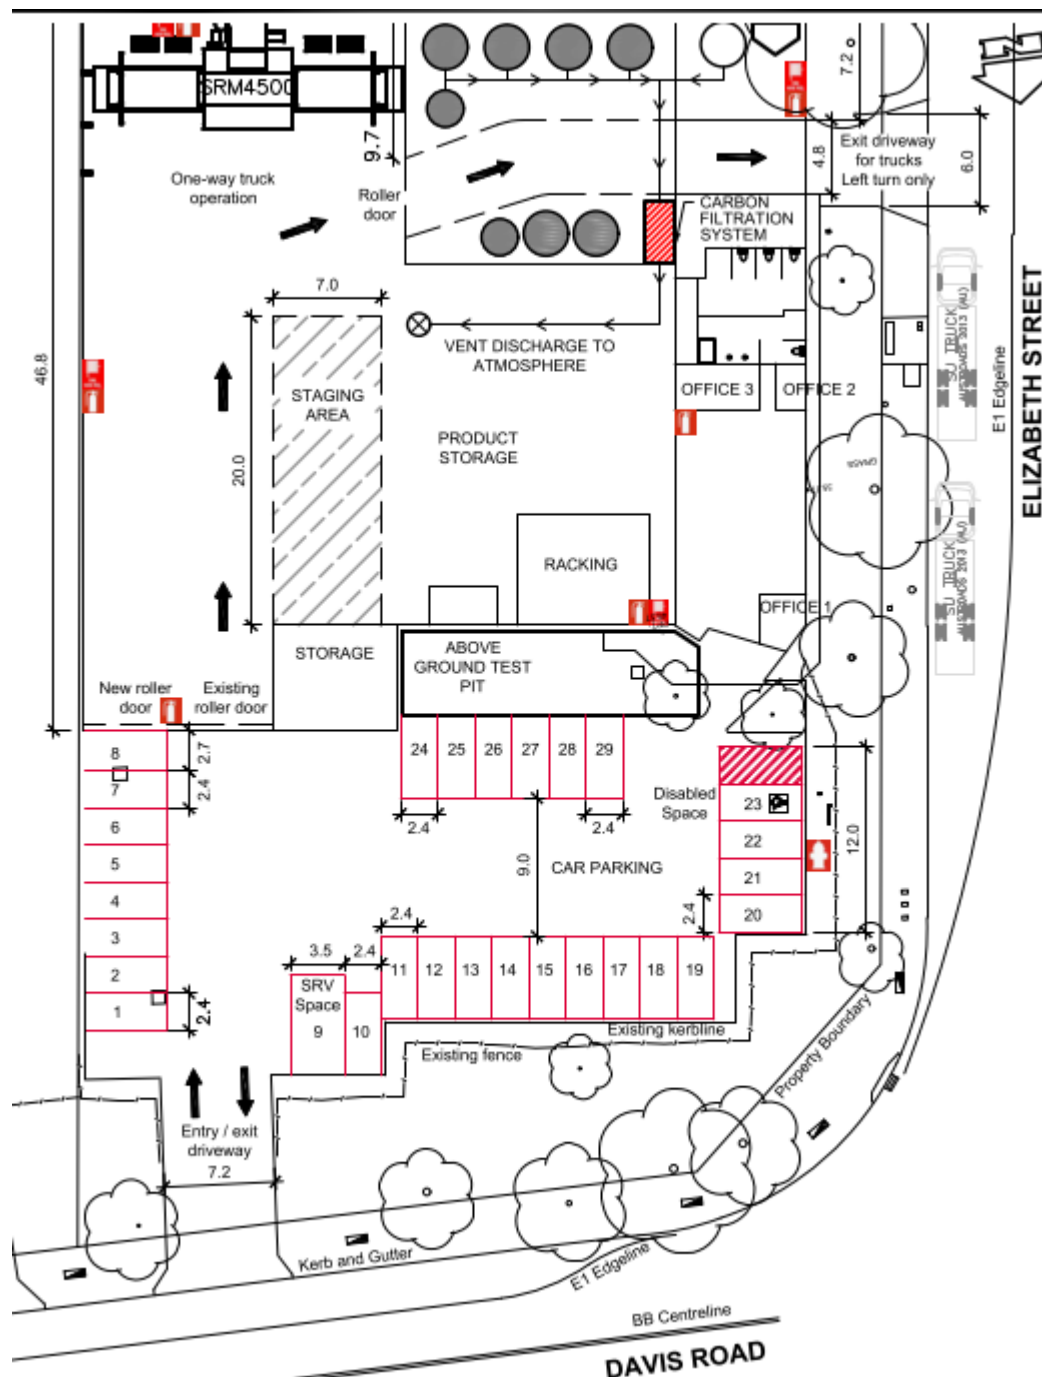 SRM4500
9.7
7.2
One-way truck
operation
Roller
door
4.8
Exit driveway
for trucks
Left turn only
6.0
CARBON
FILTRATION
SYSTEM
7.0
VENT DISCHARGE TO
ATMOSPHERE
46.8
STAGING
AREA
20.0
PRODUCT
STORAGE
OFFICE 3
OFFICE 2
SU TRUCK
AUSTROADS 2013 (AU)
E1 Edgeline
ELIZABETH STREET
GRASS
RACKING
OFFICE 1
SU TRUCK
AUSTROADS 2013 (AU)
STORAGE
ABOVE
GROUND TEST
PIT
New roller
door
Existing
roller door
8
7
6
5
4
3
2
1
2.7
2.4
2.4
24
25
26
27
28
29
2.4
2.4
9.0
Disabled
Space
23
22
21
20
12.0
CAR PARKING
2.4
2.4
3.5
2.4
SRV
Space
9
10
11
12
13
14
15
16
17
18
19
Existing kerbline
Existing fence
Property Boundary
Entry / exit
driveway
7.2
Kerb and Gutter
E1 Edgeline
BB Centreline
DAVIS ROAD